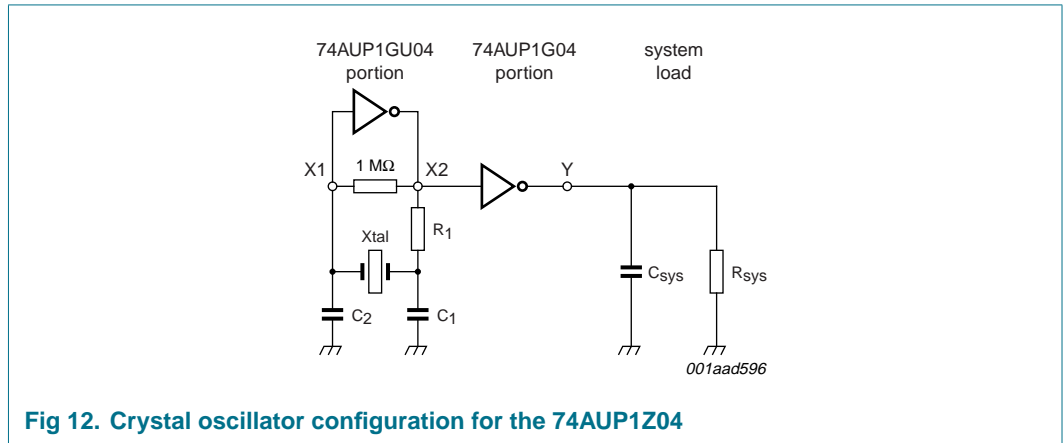 74AUP1GU04
portion
74AUP1G04
portion
system
load
X1
1 MΩ
X2
Y
R1
Xtal
Csys
Rsys
C2
C1
001aad596
Fig 12. Crystal oscillator configuration for the 74AUP1Z04